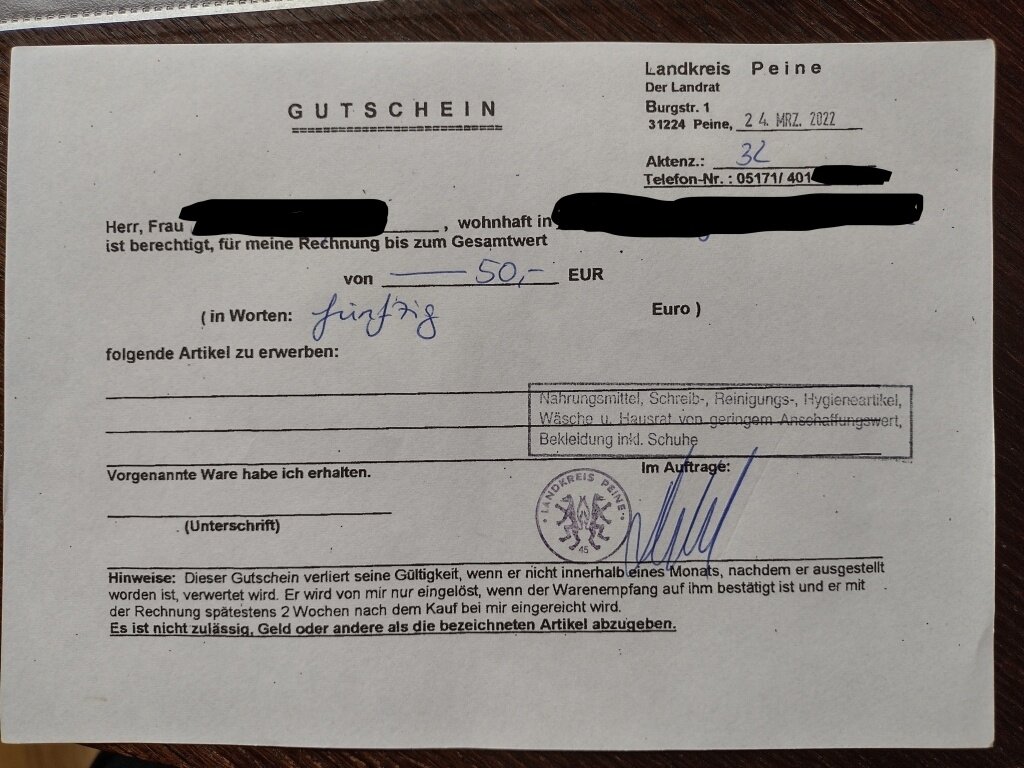 GUTSCHEIN
Landkreis Peine
Der Landrat
Burgstr. 1
31224 Peine, 24. MRZ. 2022
Aktenz.: 32
Telefon-Nr. : 05171/ 401
Herr, Frau , wohnhaft in
ist berechtigt, für meine Rechnung bis zum Gesamtwert
von 50,- EUR
( in Worten: fünfzig Euro )
folgende Artikel zu erwerben:
Nahrungsmittel, Schreib-, Reinigungs-, Hygieneartikel,
Wäsche u. Hausrat von geringem Anschaffungswert,
Bekleidung inkl. Schuhe
Vorgenannte Ware habe ich erhalten.
Im Auftrage:
LANDKREIS PEINE
45
(Unterschrift)
Hinweise: Dieser Gutschein verliert seine Gültigkeit, wenn er nicht innerhalb eines Monats, nachdem er ausgestellt
worden ist, verwertet wird. Er wird von mir nur eingelöst, wenn der Warenempfang auf ihm bestätigt ist und er mit
der Rechnung spätestens 2 Wochen nach dem Kauf bei mir eingereicht wird.
Es ist nicht zulässig, Geld oder andere als die bezeichneten Artikel abzugeben.